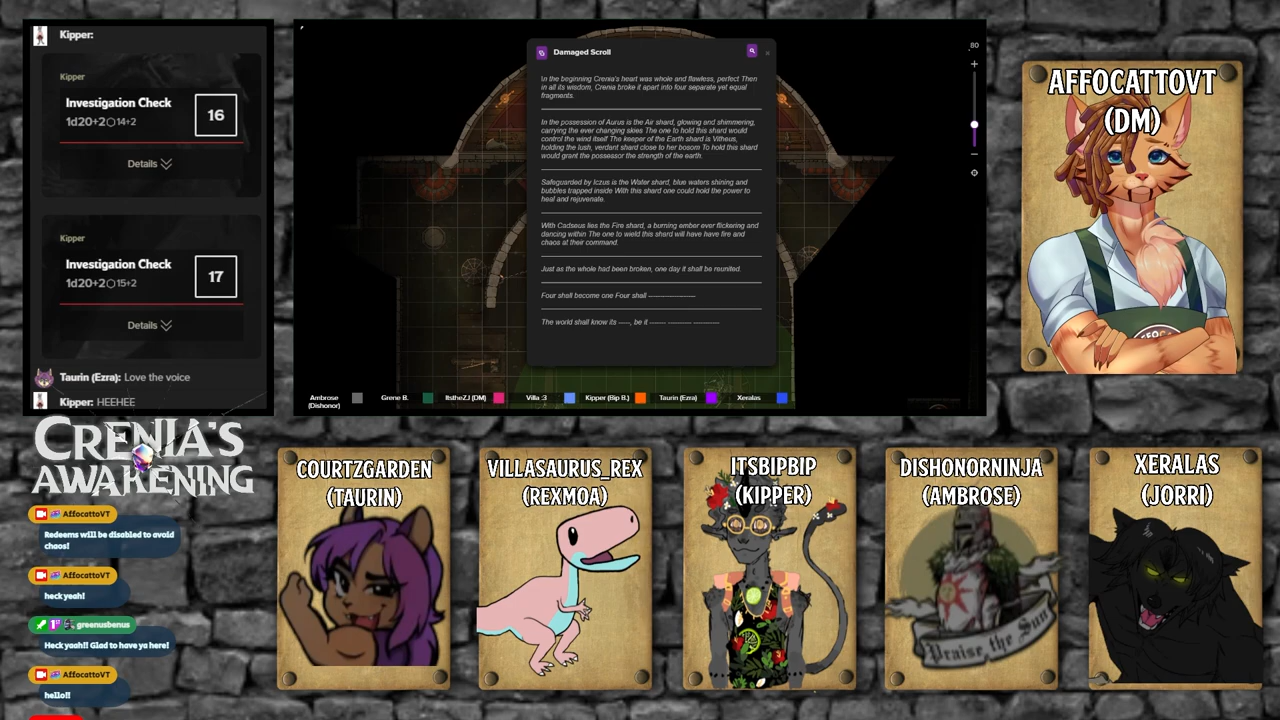 Kipper:
Kipper
Investigation Check
1d20+2 14+2
16
Details
Kipper
Investigation Check
1d20+2 15+2
17
Details
Taurin (Ezra): Love the voice
Kipper: HEEHEE
Damaged Scroll
In the beginning Crenia's heart was whole and flawless, perfect Then
in all its wisdom, Crenia broke it apart into four separate yet equal
fragments.
In the possession of Aurus is the Air shard, glowing and shimmering,
carrying the ever changing skies The one to hold this shard would
control the wind itself The keeper of the Earth shard is Vitheus,
holding the lush, verdant shard close to her bosom To hold this shard
would grant the possessor the strength of the earth.
Safeguarded by Iczus is the Water shard, blue waters shining and
bubbles trapped inside With this shard one could hold the power to
heal and rejuvenate.
With Cadseus lies the Fire shard, a burning ember ever flickering and
dancing within The one to wield this shard will have have fire and
chaos at their command.
Just as the whole had been broken, one day it shall be reunited.
Four shall become one Four shall --------------------
The world shall know its -----, be it ------- ----------- -----------
80
Ambrose
(Dishonor)
Grene B.
ItstheZJ (DM)
Villa :3
Kipper (Bip B.)
Taurin (Ezra)
Xeralas
AFFOCATTOVT
(DM)
CRENIA'S
AWAKENING
AffocattoVT
Redeems will be disabled to avoid
chaos!
AffocattoVT
heck yeah!
greenusbenus
Heck yeah!! Glad to have ya here!
AffocattoVT
hello!!
COURTZGARDEN
(TAURIN)
VILLASAURUS_REX
(REXMOA)
ITSBIPBIP
(KIPPER)
DISHONORNINJA
(AMBROSE)
Praise the Sun
XERALAS
(JORRI)